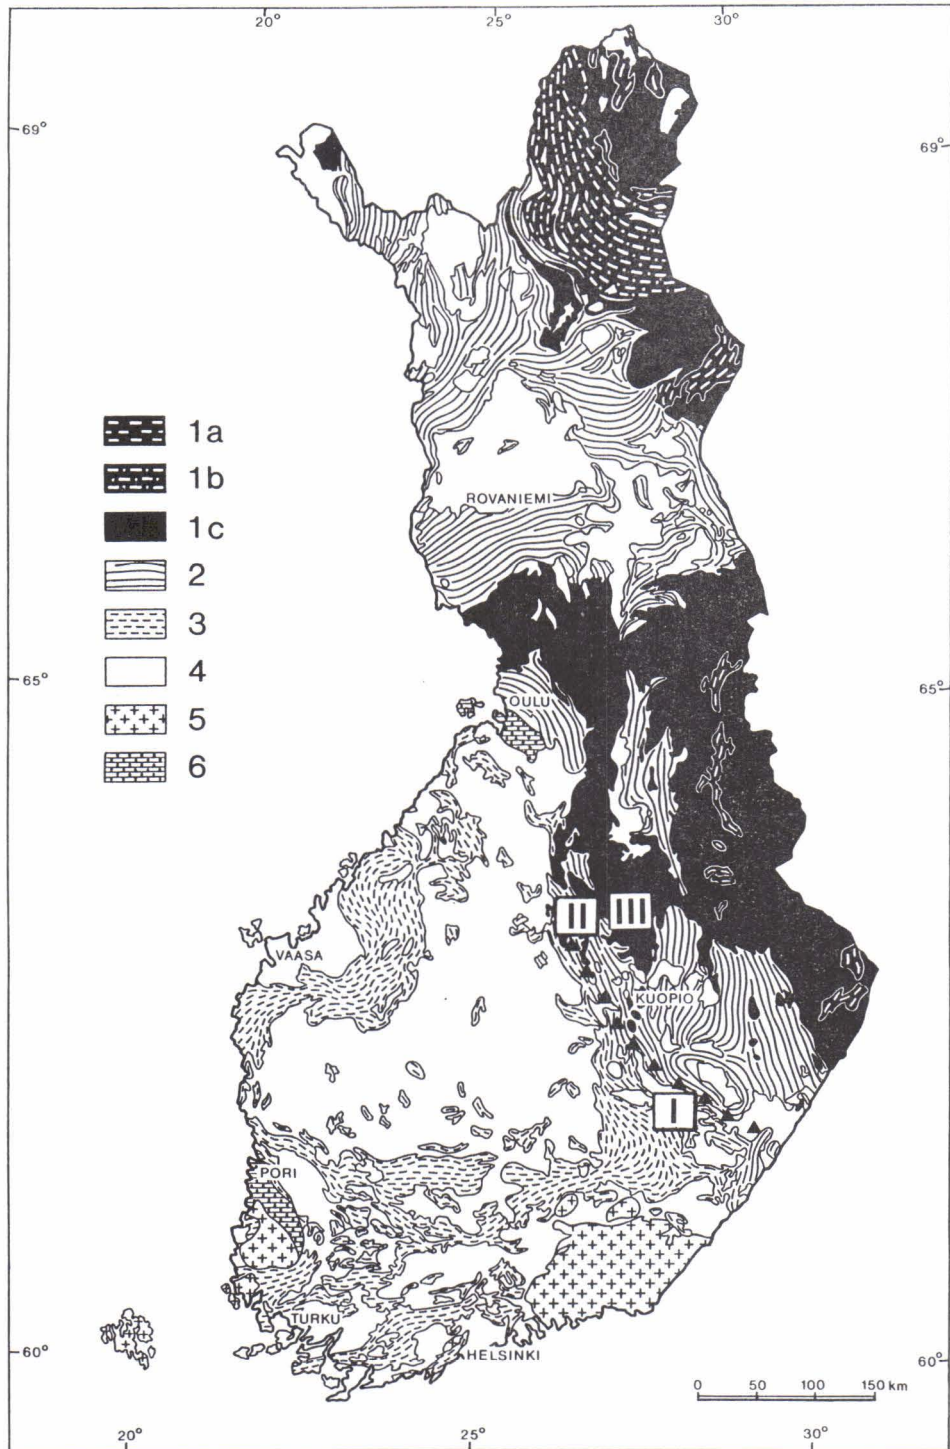 20° 25° 30°
69° 69°
1a
1b
1c
ROVANIEMI
2
3
4
65° 65°
OULU
5
6
II III
VAASA
KUOPIO
I
PORI
TURKU
HELSINKI
60° 60°
0 50 100 150 km
20° 25° 30°